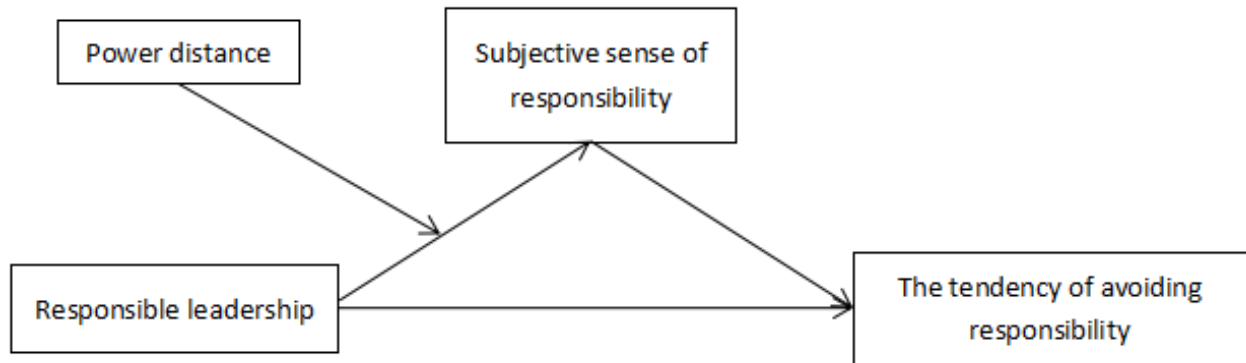 Power distance
Subjective sense of
responsibility
Responsible leadership
The tendency of avoiding
responsibility